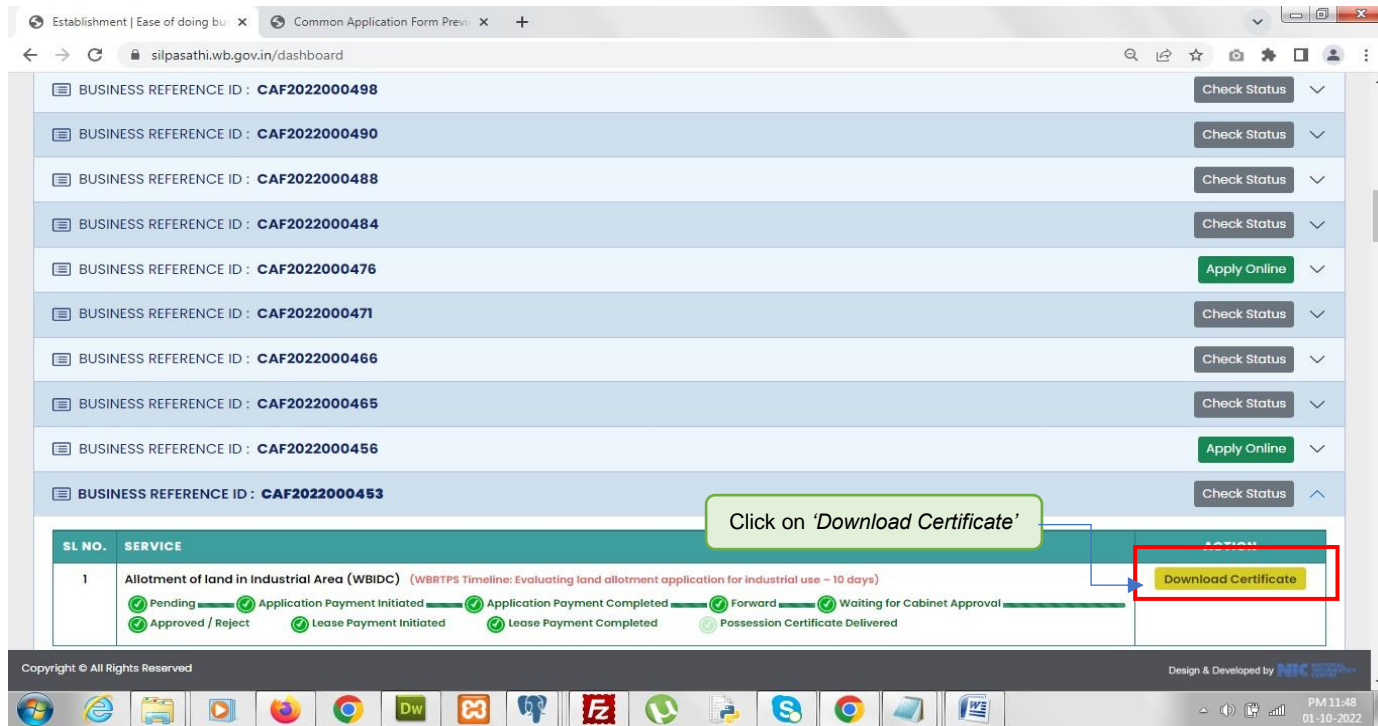 Establishment | Ease of doing bu
Common Application Form Previ
silpasathi.wb.gov.in/dashboard
BUSINESS REFERENCE ID : CAF2022000498 Check Status
BUSINESS REFERENCE ID : CAF2022000490 Check Status
BUSINESS REFERENCE ID : CAF2022000488 Check Status
BUSINESS REFERENCE ID : CAF2022000484 Check Status
BUSINESS REFERENCE ID : CAF2022000476 Apply Online
BUSINESS REFERENCE ID : CAF2022000471 Check Status
BUSINESS REFERENCE ID : CAF2022000466 Check Status
BUSINESS REFERENCE ID : CAF2022000465 Check Status
BUSINESS REFERENCE ID : CAF2022000456 Apply Online
BUSINESS REFERENCE ID : CAF2022000453 Check Status
Click on 'Download Certificate'
SL NO. SERVICE ACTION
1 Allotment of land in Industrial Area (WBIDC) (WBRTPS Timeline: Evaluating land allotment application for industrial use – 10 days) Download Certificate
Pending Application Payment Initiated Application Payment Completed Forward Waiting for Cabinet Approval
Approved / Reject Lease Payment Initiated Lease Payment Completed Possession Certificate Delivered
Copyright © All Rights Reserved Design & Developed by NIC
Dw
Fz
PM 11:48
01-10-2022